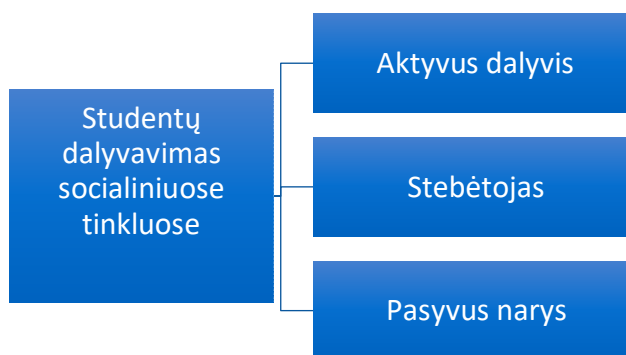 Studentų
dalyvavimas
socialiniuose
tinkluose
Aktyvus dalyvis
Stebėtojas
Pasyvus narys